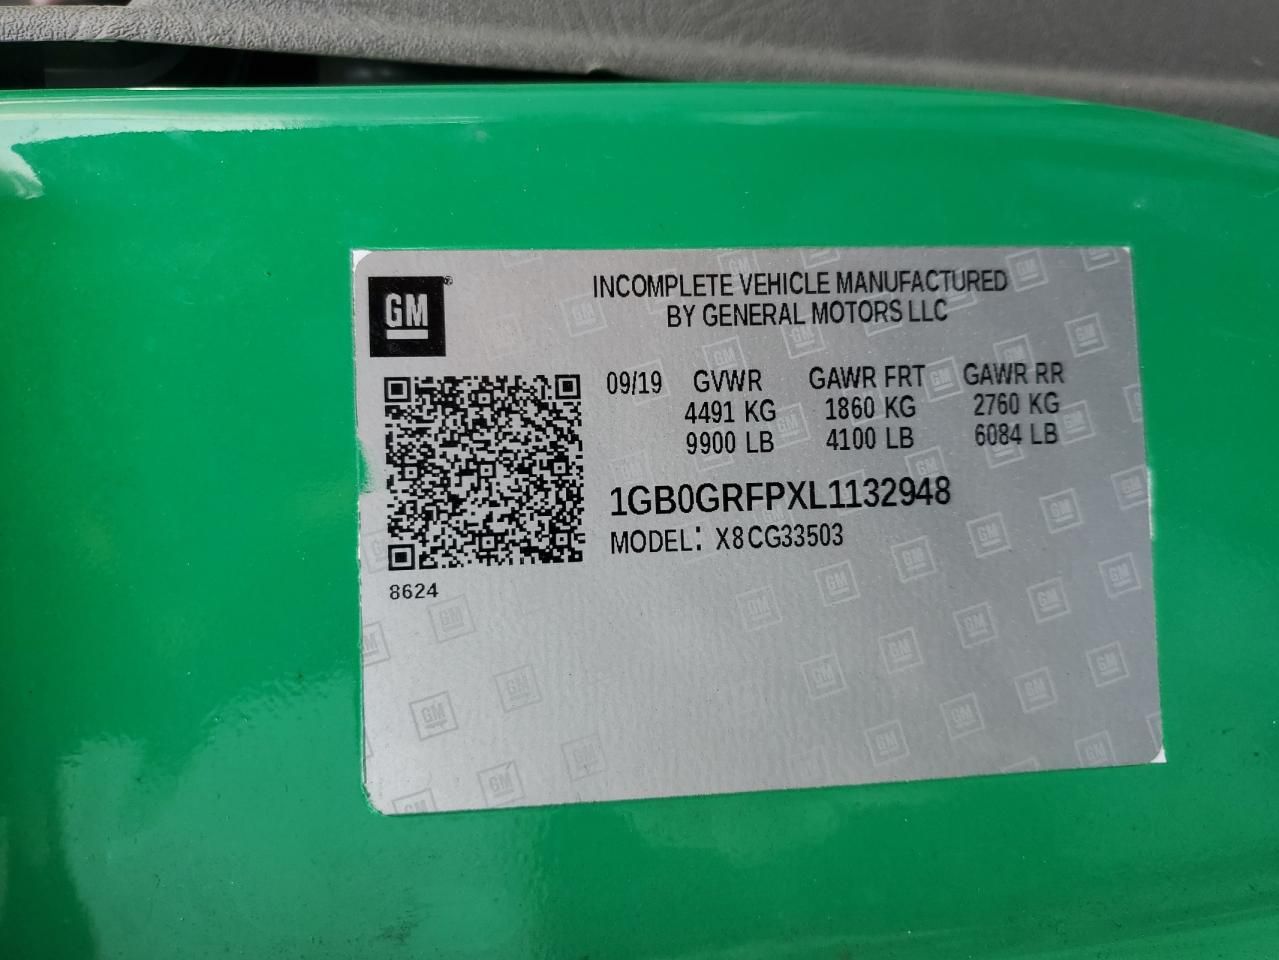 GM
INCOMPLETE VEHICLE MANUFACTURED
BY GENERAL MOTORS LLC
09/19 GVWR GAWR FRT GAWR RR
4491 KG 1860 KG 2760 KG
9900 LB 4100 LB 6084 LB
1GB0GRFPXL1132948
MODEL: X8CG33503
8624